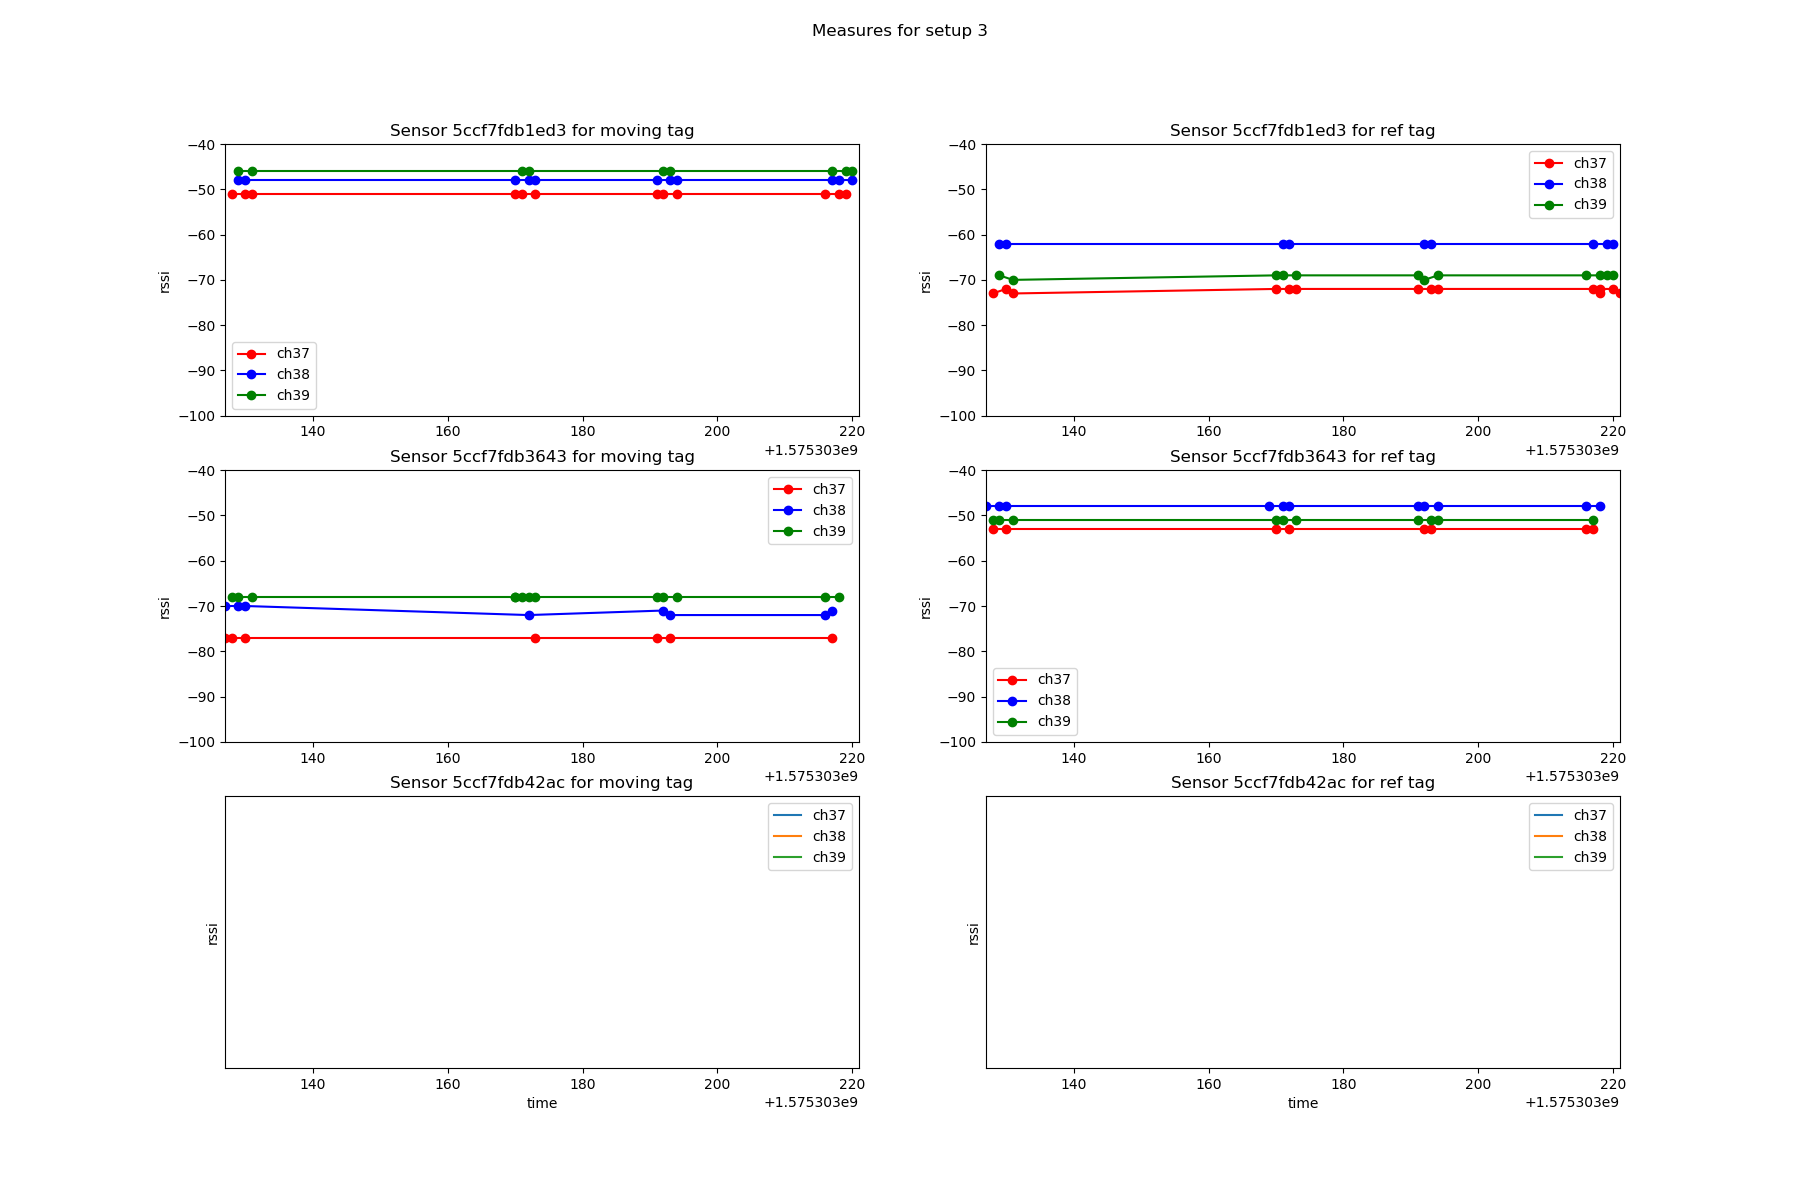 Measures for setup 3
Sensor 5ccf7fdb1ed3 for moving tag
rssi
−40
−50
−60
−70
−80
−90
−100
ch37
ch38
ch39
140 160 180 200 220
+1.575303e9
Sensor 5ccf7fdb1ed3 for ref tag
rssi
−40
−50
−60
−70
−80
−90
−100
ch37
ch38
ch39
140 160 180 200 220
+1.575303e9
Sensor 5ccf7fdb3643 for moving tag
rssi
−40
−50
−60
−70
−80
−90
−100
ch37
ch38
ch39
140 160 180 200 220
+1.575303e9
Sensor 5ccf7fdb3643 for ref tag
rssi
−40
−50
−60
−70
−80
−90
−100
ch37
ch38
ch39
140 160 180 200 220
+1.575303e9
Sensor 5ccf7fdb42ac for moving tag
rssi
ch37
ch38
ch39
140 160 180 200 220
time
+1.575303e9
Sensor 5ccf7fdb42ac for ref tag
rssi
ch37
ch38
ch39
140 160 180 200 220
time
+1.575303e9